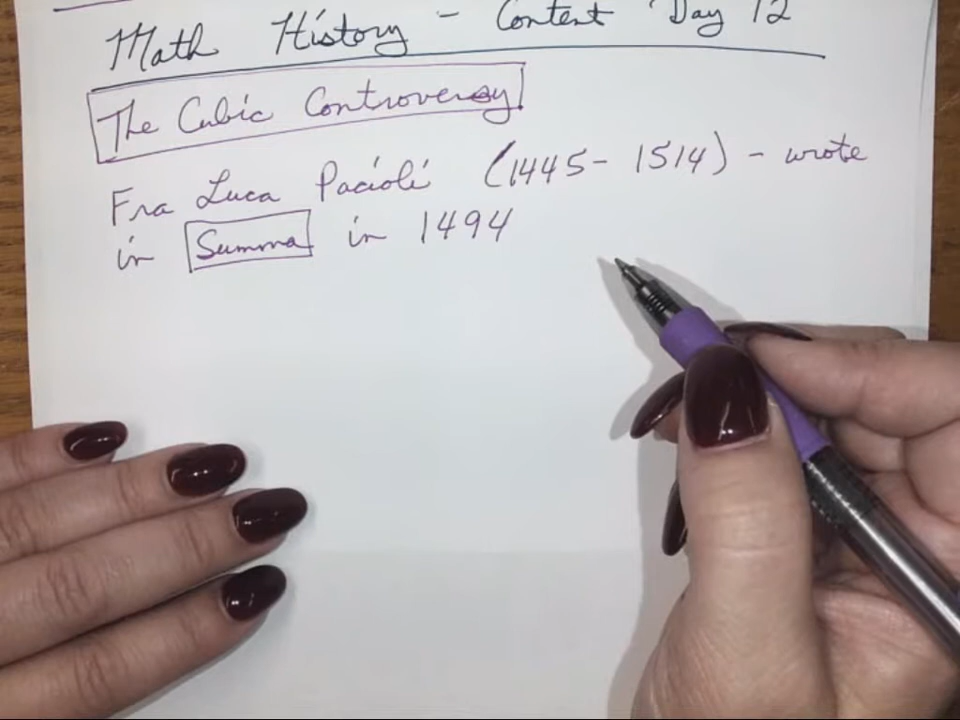 Math History - Content Day 12
The Cubic Controversy
Fra Luca Pacioli (1445- 1514) - wrote
in Summa in 1494